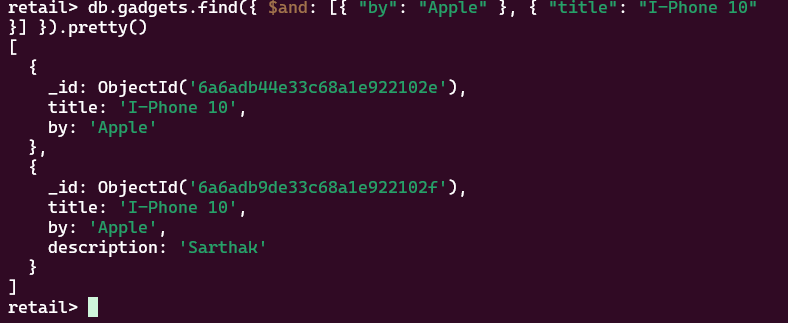 retail> db.gadgets.find({ $and: [{ "by": "Apple" }, { "title": "I-Phone 10"
}] }).pretty()
[
  {
    _id: ObjectId('6a6adb44e33c68a1e922102e'),
    title: 'I-Phone 10',
    by: 'Apple'
  },
  {
    _id: ObjectId('6a6adb9de33c68a1e922102f'),
    title: 'I-Phone 10',
    by: 'Apple',
    description: 'Sarthak'
  }
]
retail>